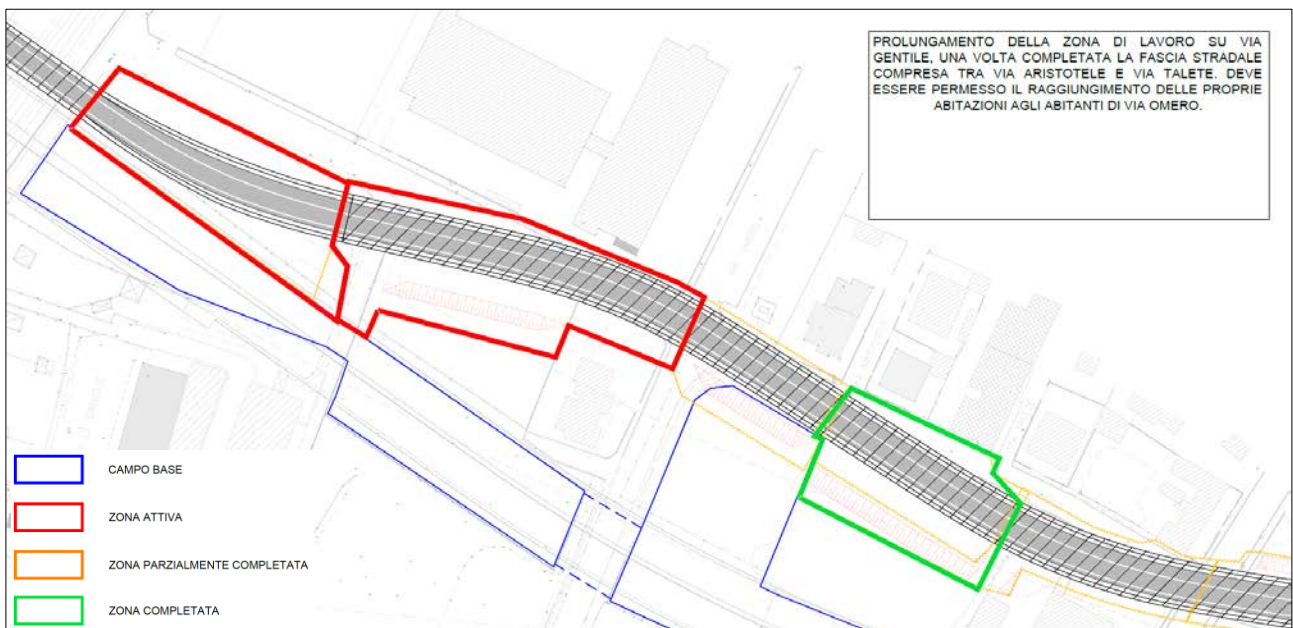 PROLUNGAMENTO DELLA ZONA DI LAVORO SU VIA
GENTILE, UNA VOLTA COMPLETATA LA FASCIA STRADALE
COMPRESA TRA VIA ARISTOTELE E VIA TALETE. DEVE
ESSERE PERMESSO IL RAGGIUNGIMENTO DELLE PROPRIE
ABITAZIONI AGLI ABITANTI DI VIA OMERO.
CAMPO BASE
ZONA ATTIVA
ZONA PARZIALMENTE COMPLETATA
ZONA COMPLETATA